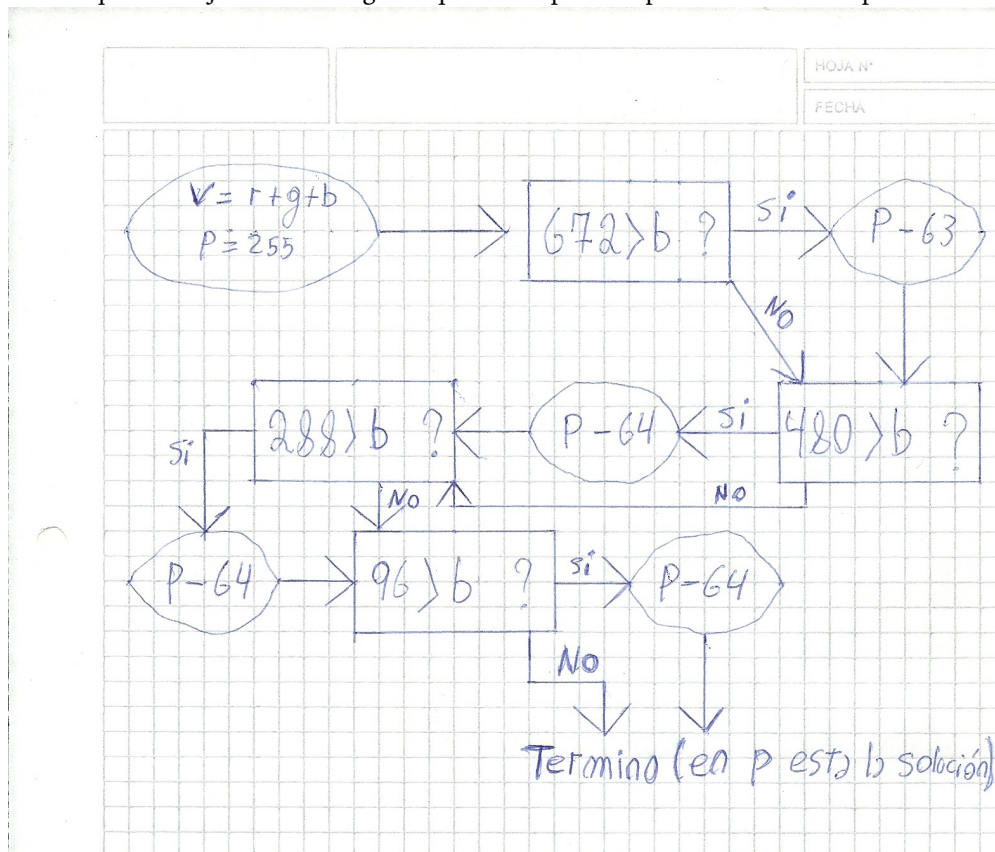 HOJA N°
FECHA
V = r+g+b
P = 255
672>b ?
Si
P-63
NO
480>b ?
Si
P-64
288>b ?
NO
Si
NO
P-64
96>b ?
Si
P-64
NO
Termino (en p esta b solución)